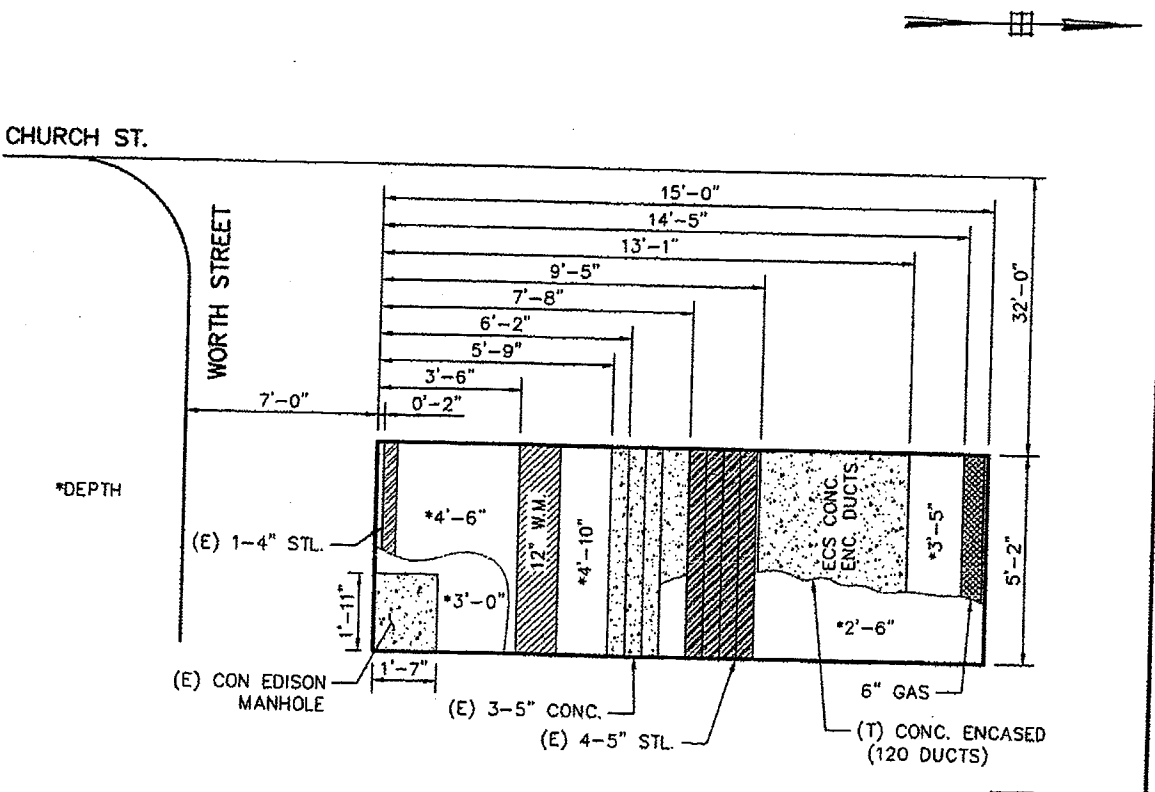 CHURCH ST.
WORTH STREET
15'-0"
14'-5"
13'-1"
9'-5"
7'-8"
6'-2"
5'-9"
3'-6"
7'-0"
0'-2"
32'-0"
*DEPTH
(E) 1-4" STL.
*4'-6"
12" W.M.
*4'-10"
ECS CONC.
ENC. DUCTS
*3'-5"
5'-2"
1'-11"
*3'-0"
*2'-6"
1'-7"
(E) CON EDISON
MANHOLE
(E) 3-5" CONC.
(E) 4-5" STL.
6" GAS
(T) CONC. ENCASED
(120 DUCTS)